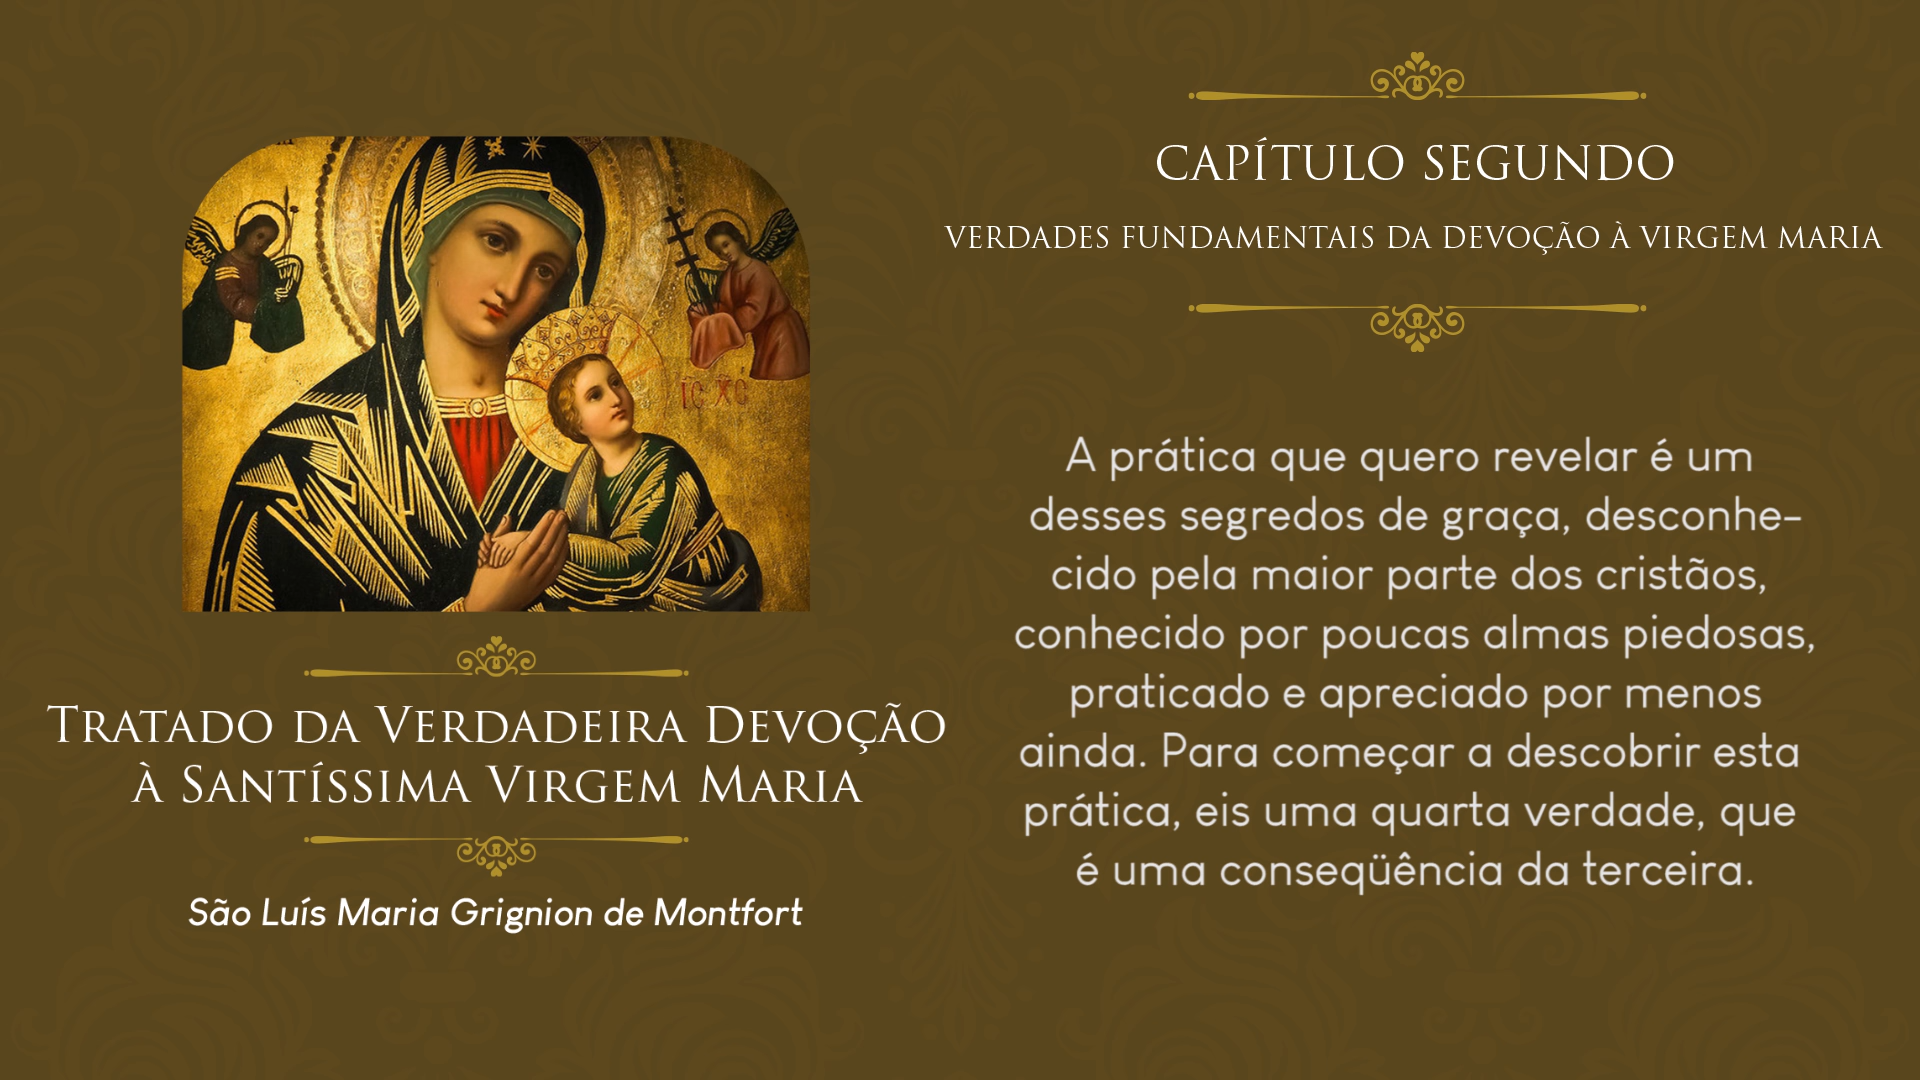 IC XC
TRATADO DA VERDADEIRA DEVOÇÃO
À SANTÍSSIMA VIRGEM MARIA
São Luís Maria Grignion de Montfort
CAPÍTULO SEGUNDO
VERDADES FUNDAMENTAIS DA DEVOÇÃO À VIRGEM MARIA
A prática que quero revelar é um
desses segredos de graça, desconhe-
cido pela maior parte dos cristãos,
conhecido por poucas almas piedosas,
praticado e apreciado por menos
ainda. Para começar a descobrir esta
prática, eis uma quarta verdade, que
é uma conseqüência da terceira.